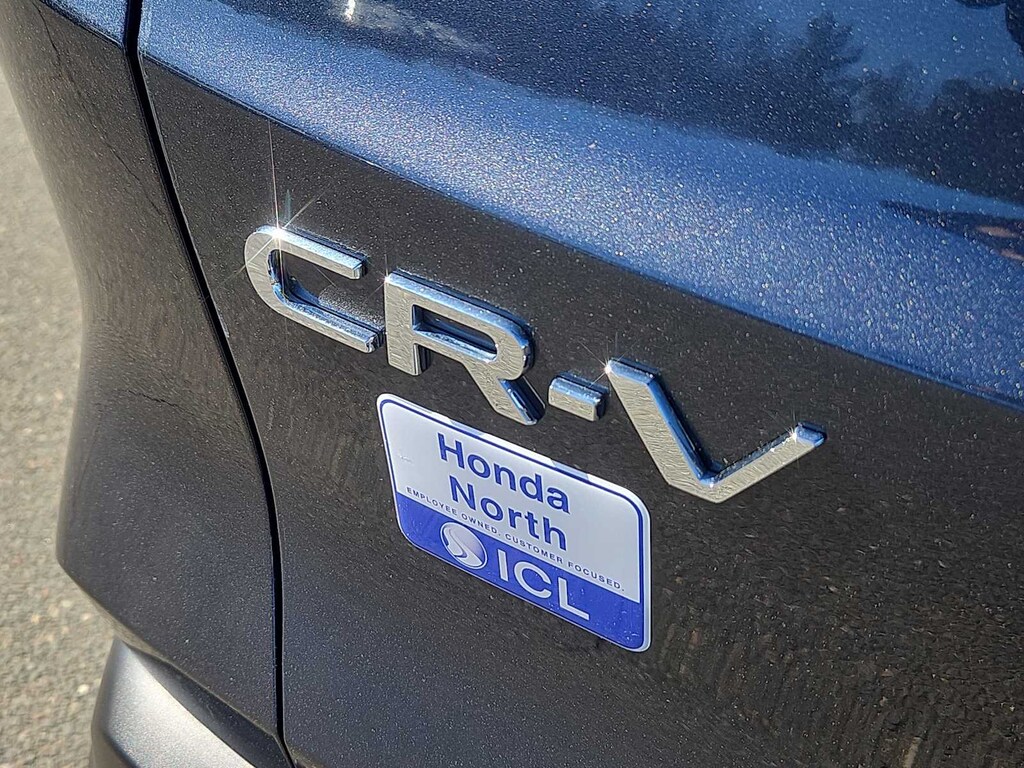 CR-V
Honda
North
EMPLOYEE OWNED. CUSTOMER FOCUSED.
ICL